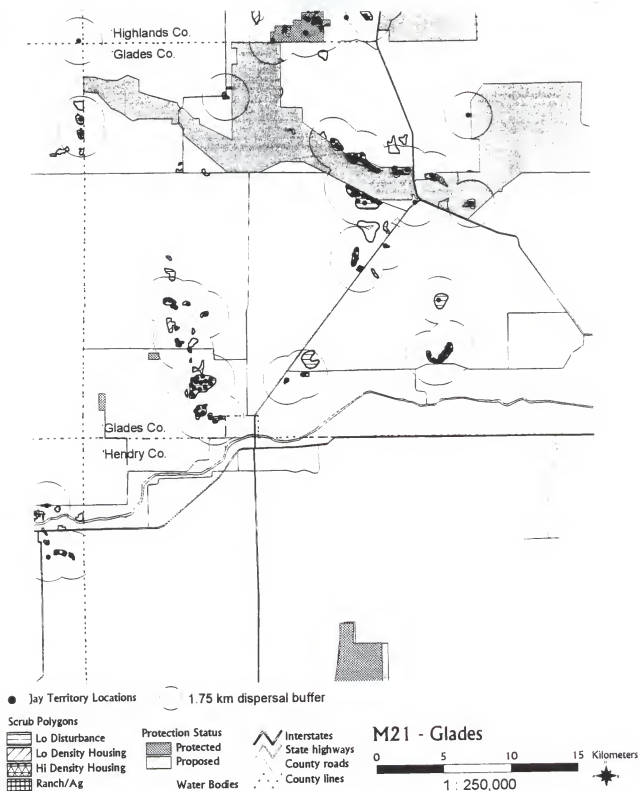 Highlands Co.
Glades Co.
Glades Co.
Hendry Co.
Jay Territory Locations
1.75 km dispersal buffer
Scrub Polygons
Lo Disturbance
Lo Density Housing
Hi Density Housing
Ranch/Ag
Protection Status
Protected
Proposed
Water Bodies
Interstates
State highways
County roads
County lines
M21 - Glades
0 5 10 15 Kilometers
1 : 250,000